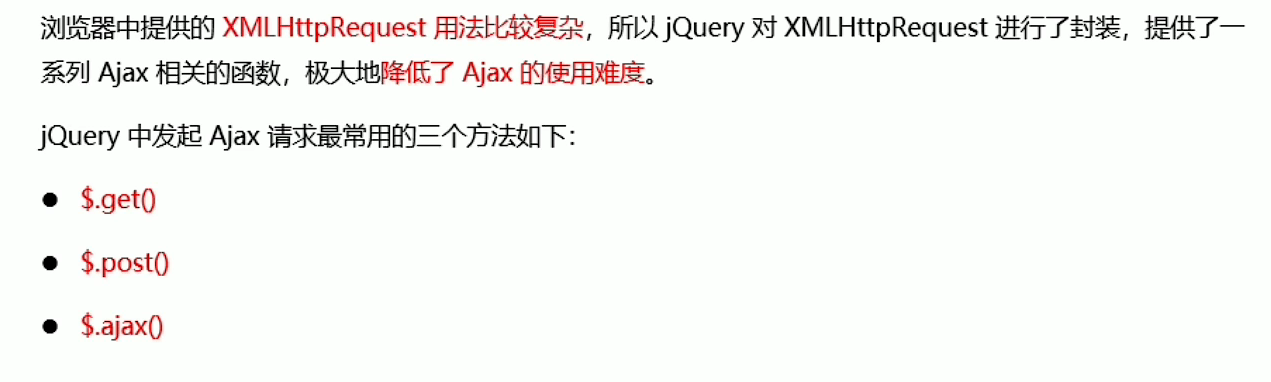 浏览器中提供的 XMLHttpRequest 用法比较复杂，所以 jQuery 对 XMLHttpRequest 进行了封装，提供了一
系列 Ajax 相关的函数，极大地降低了 Ajax 的使用难度。
jQuery 中发起 Ajax 请求最常用的三个方法如下：
● $.get()
● $.post()
● $.ajax()